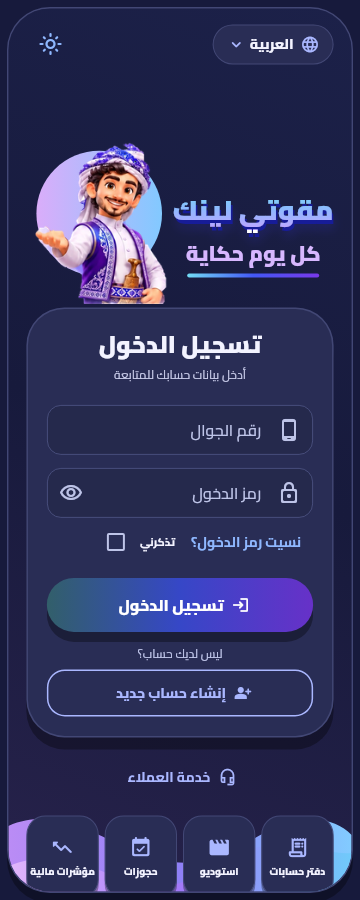 العربية
مقوتي لينك
كل يوم حكاية
تسجيل الدخول
أدخل بيانات حسابك للمتابعة
رقم الجوال
رمز الدخول
نسيت رمز الدخول؟
تذكرني
تسجيل الدخول
ليس لديك حساب؟
إنشاء حساب جديد
خدمة العملاء
دفتر حسابات
استوديو
حجوزات
مؤشرات مالية